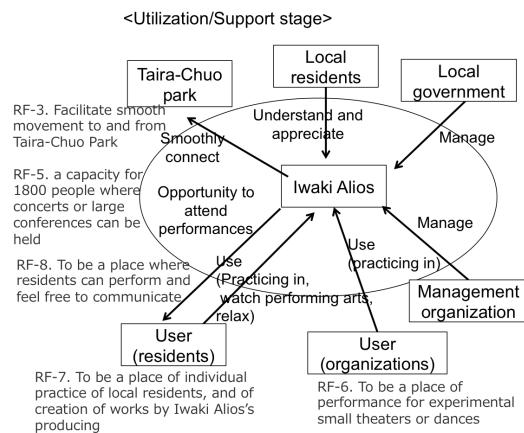 <Utilization/Support stage>
Taira-Chuo
park
Local
residents
Local
government
RF-3. Facilitate smooth
movement to and from
Taira-Chuo Park
Understand and
appreciate
Smoothly
connect
Manage
RF-5. a capacity for
1800 people where
concerts or large
conferences can be
held
Opportunity to
attend
performances
Iwaki Alios
Manage
RF-8. To be a place where
residents can perform and
feel free to communicate
Use
(Practicing in,
watch performing arts,
relax)
Use
(practicing in)
Management
organization
User
(residents)
User
(organizations)
RF-7. To be a place of individual
practice of local residents, and of
creation of works by Iwaki Alios's
producing
RF-6. To be a place of
performance for experimental
small theaters or dances